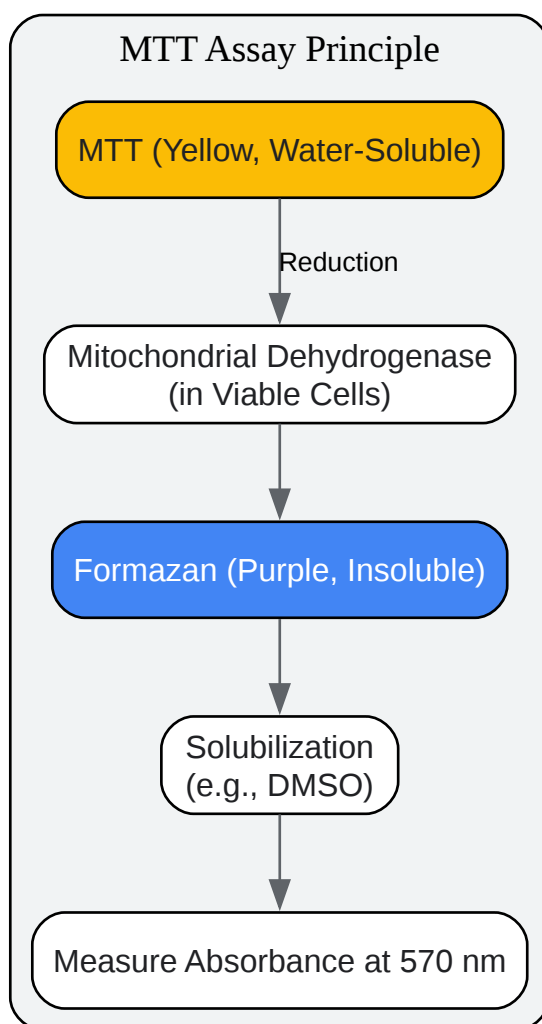 MTT Assay Principle
MTT (Yellow, Water-Soluble)
Reduction
Mitochondrial Dehydrogenase
(in Viable Cells)
Formazan (Purple, Insoluble)
Solubilization
(e.g., DMSO)
Measure Absorbance at 570 nm